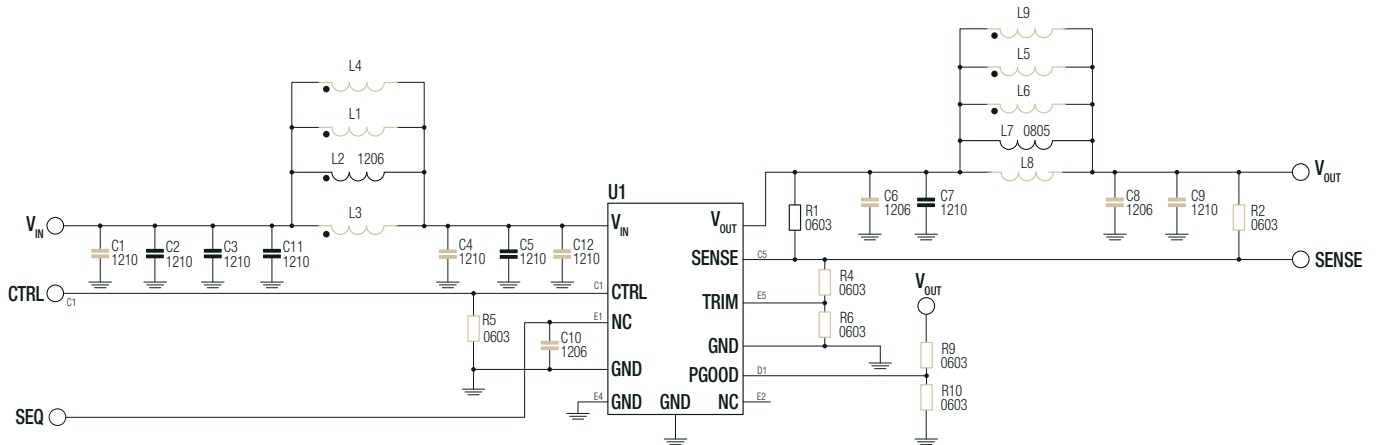 L9
L5
L6
L7 0805
L8
L4
L1
L2 1206
L3
V_IN
C1
1210
C2
1210
C3
1210
C11
1210
C4
1210
C5
1210
C12
1210
U1
V_IN
V_OUT
R1
0603
C6
1206
C7
1210
C8
1206
C9
1210
R2
0603
V_OUT
SENSE
C5
SENSE
CTRL
C1
C1
CTRL
TRIM
E5
R4
0603
R6
0603
V_OUT
R5
0603
E1
NC
C10
1206
GND
GND
PGOOD
D1
R9
0603
R10
0603
SEQ
E4
GND
GND
NC
E2